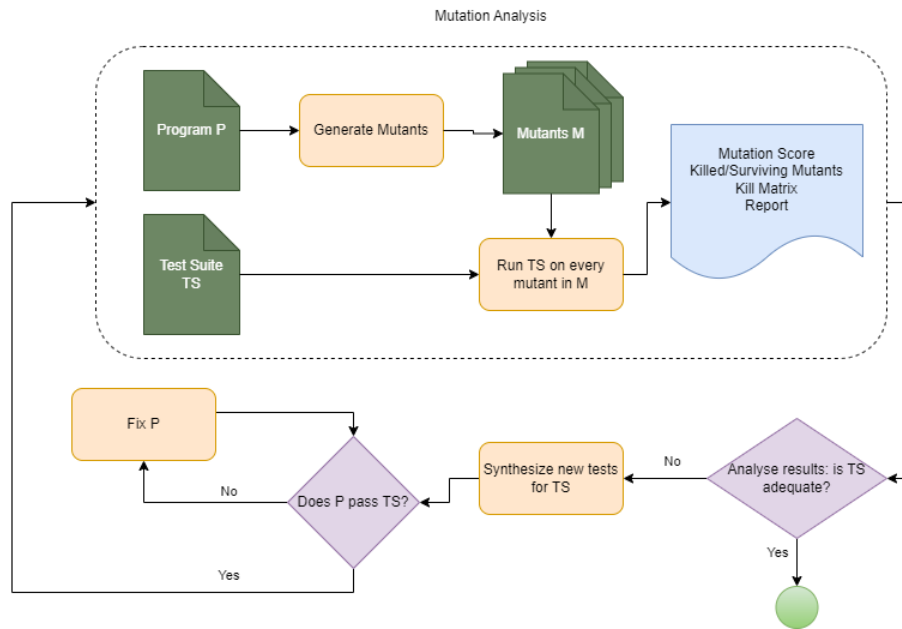 Mutation Analysis
Program P
Generate Mutants
Mutants M
Mutation Score
Killed/Surviving Mutants
Kill Matrix
Report
Test Suite
TS
Run TS on every
mutant in M
Fix P
Does P pass TS?
No
Yes
Synthesize new tests
for TS
No
Analyse results: is TS
adequate?
Yes